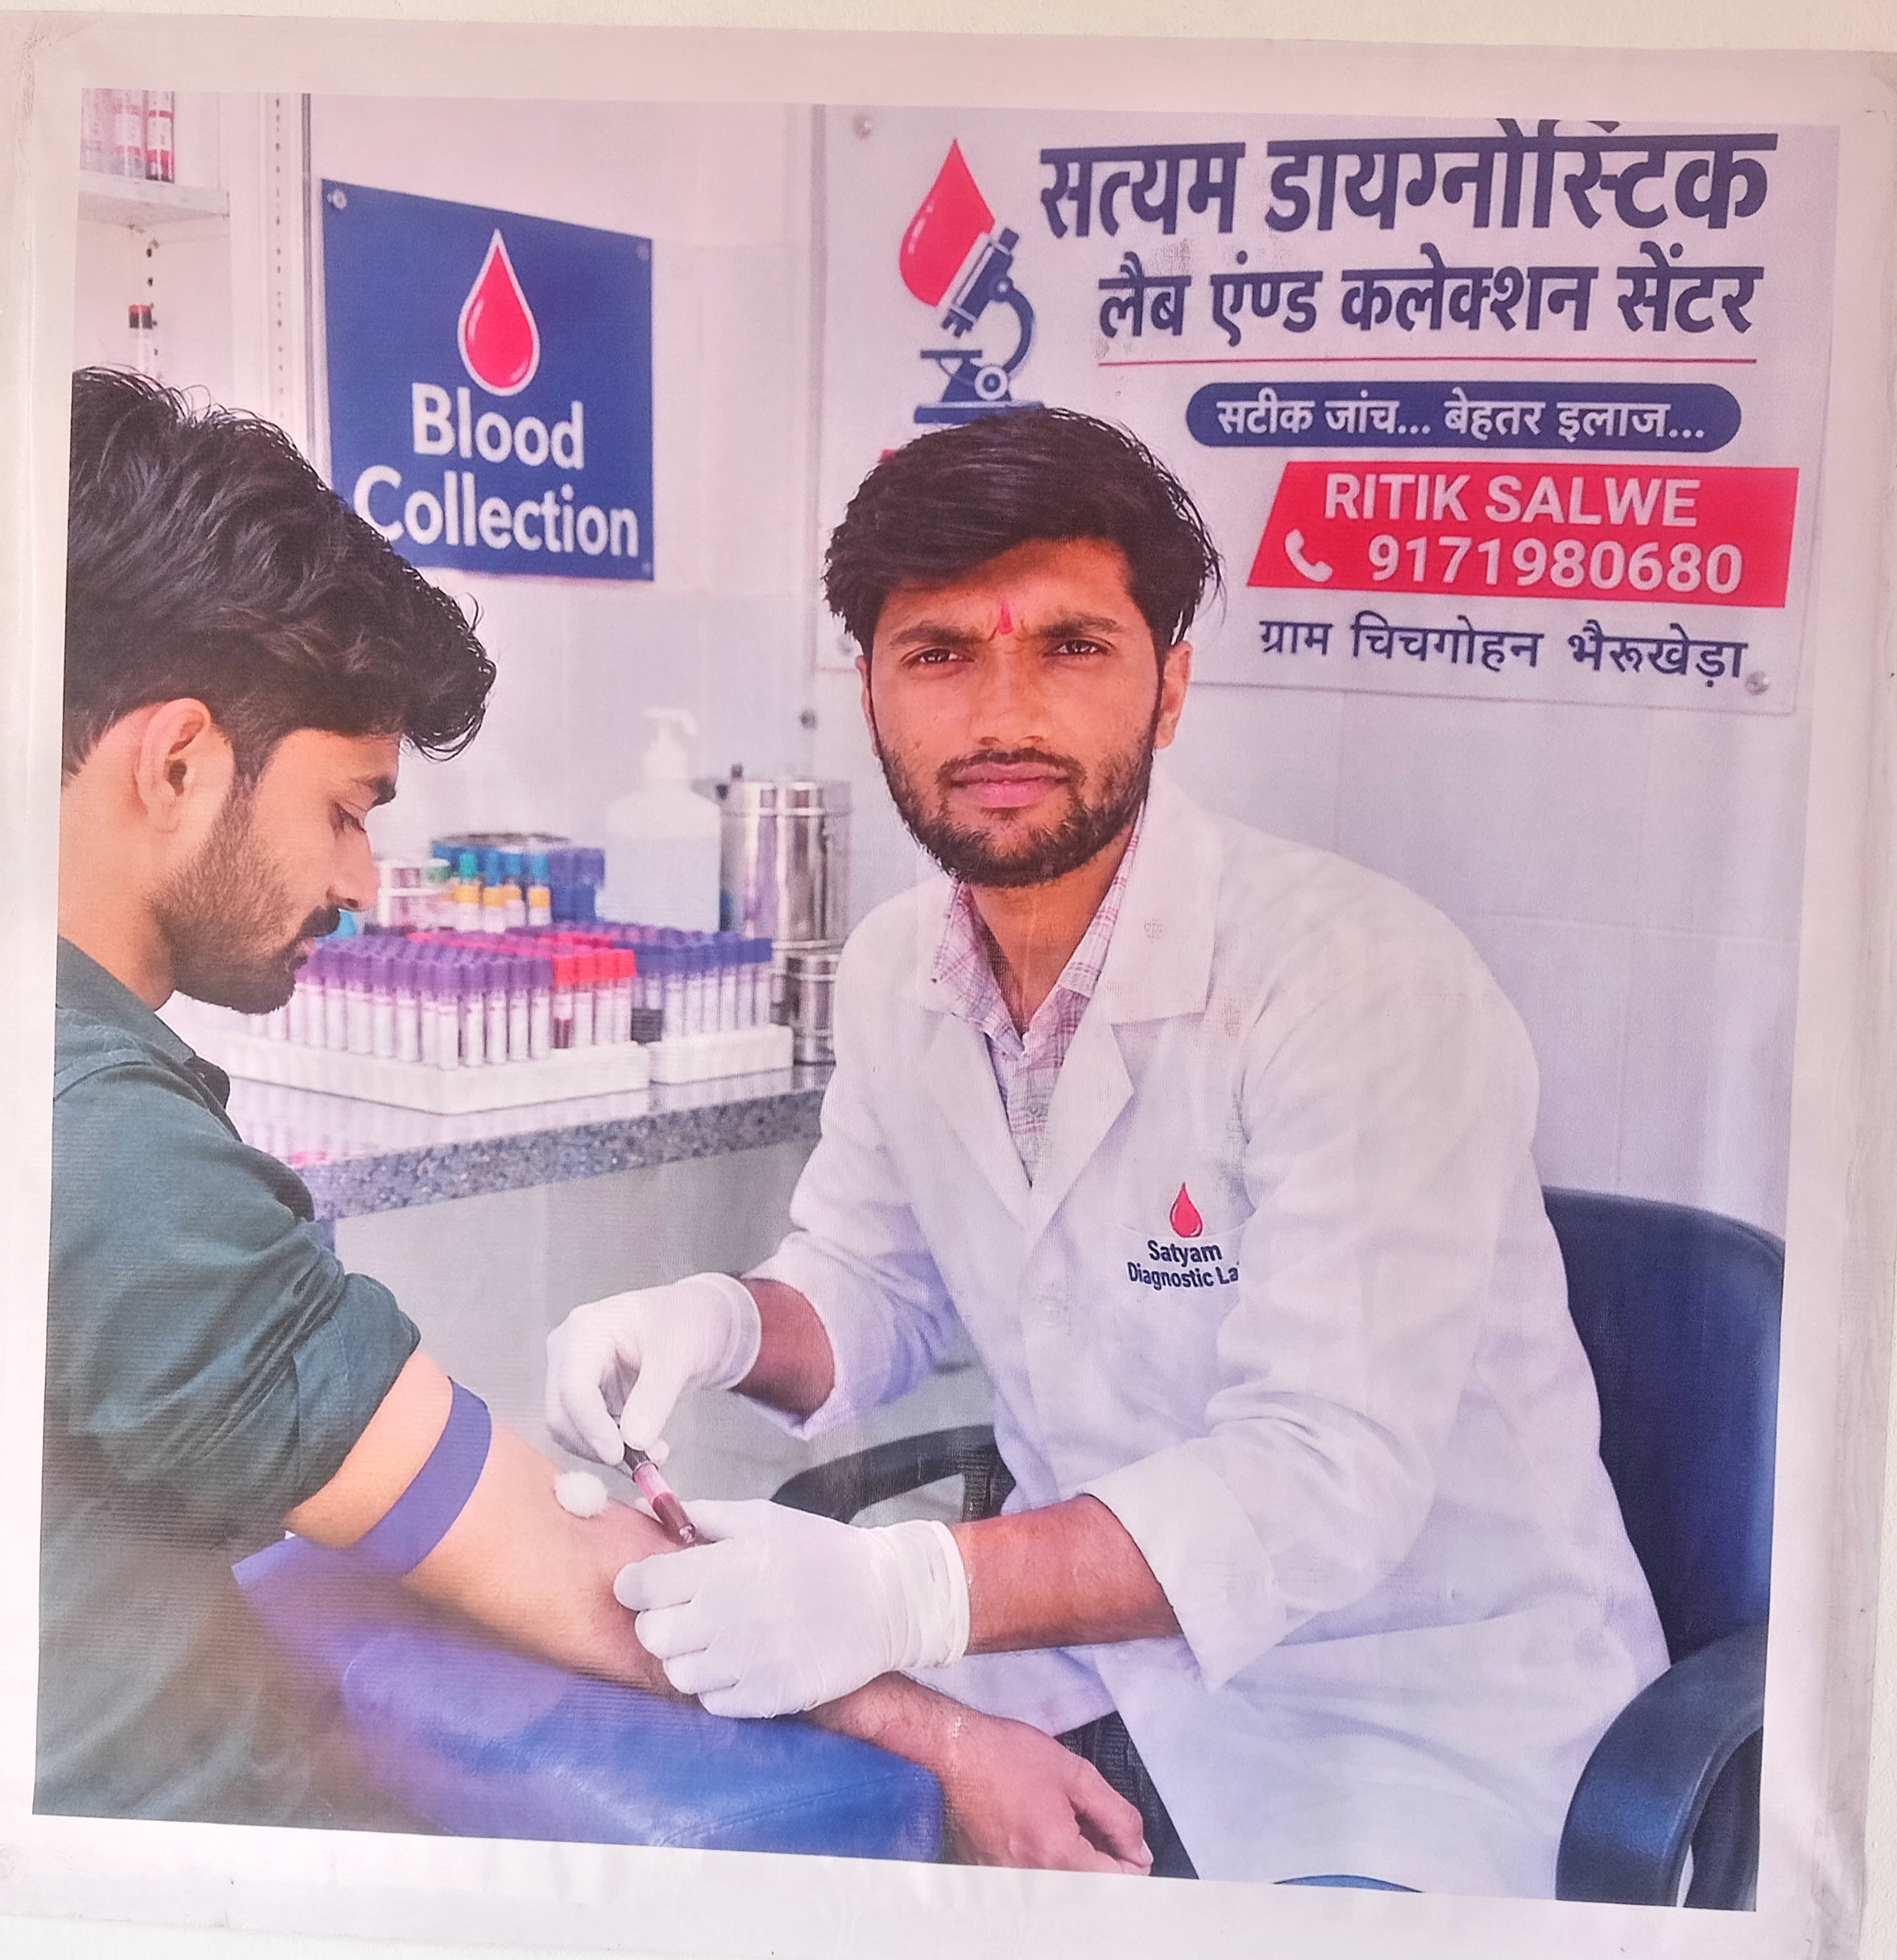 Blood
Collection
सत्यम डायग्नोस्टिक
लैब एंण्ड कलेक्शन सेंटर
सटीक जांच... बेहतर इलाज...
RITIK SALWE
9171980680
ग्राम चिचगोहन भैरूखेड़ा
Satyam
Diagnostic La